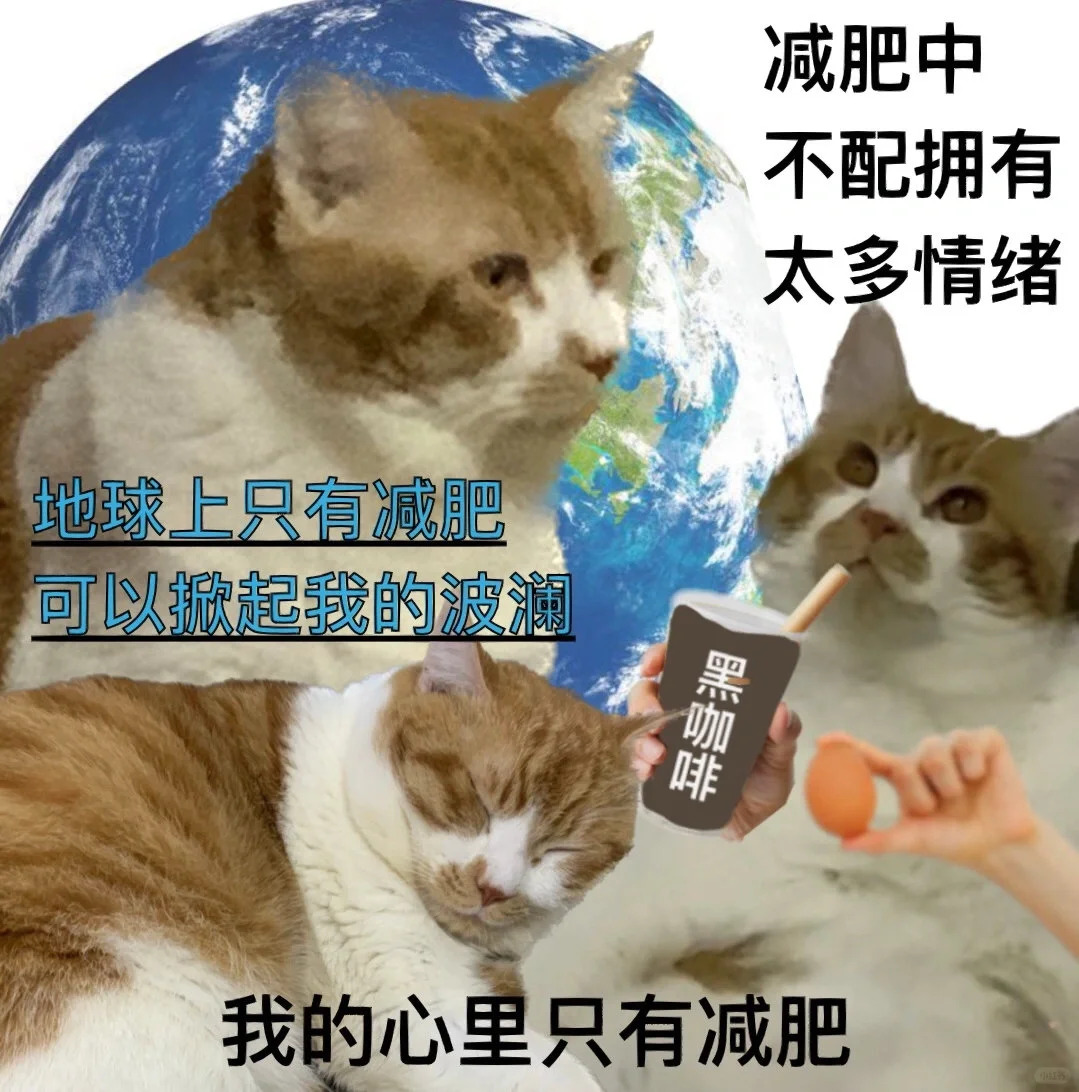 减肥中
不配拥有
太多情绪
地球上只有减肥
可以掀起我的波澜
黑咖啡
我的心里只有减肥